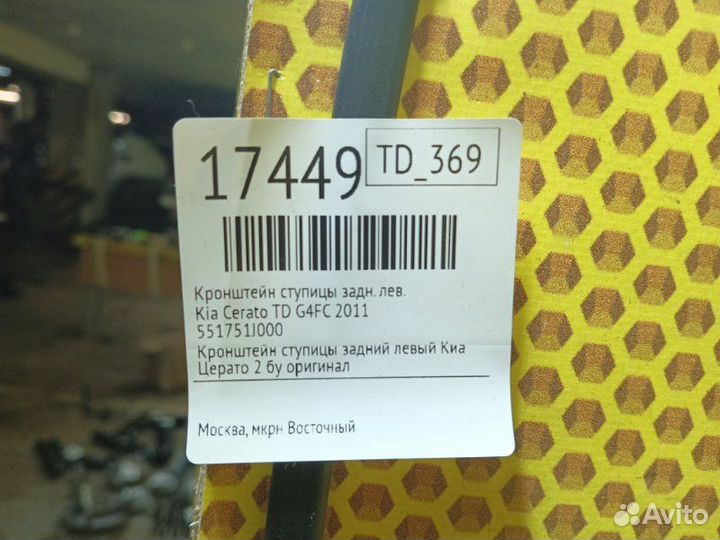 17449
TD_369
Кронштейн ступицы задн. лев.
Kia Cerato TD G4FC 2011
551751J000
Кронштейн ступицы задний левый Киа
Церато 2 бу оригинал
Москва, мкрн Восточный
Avito